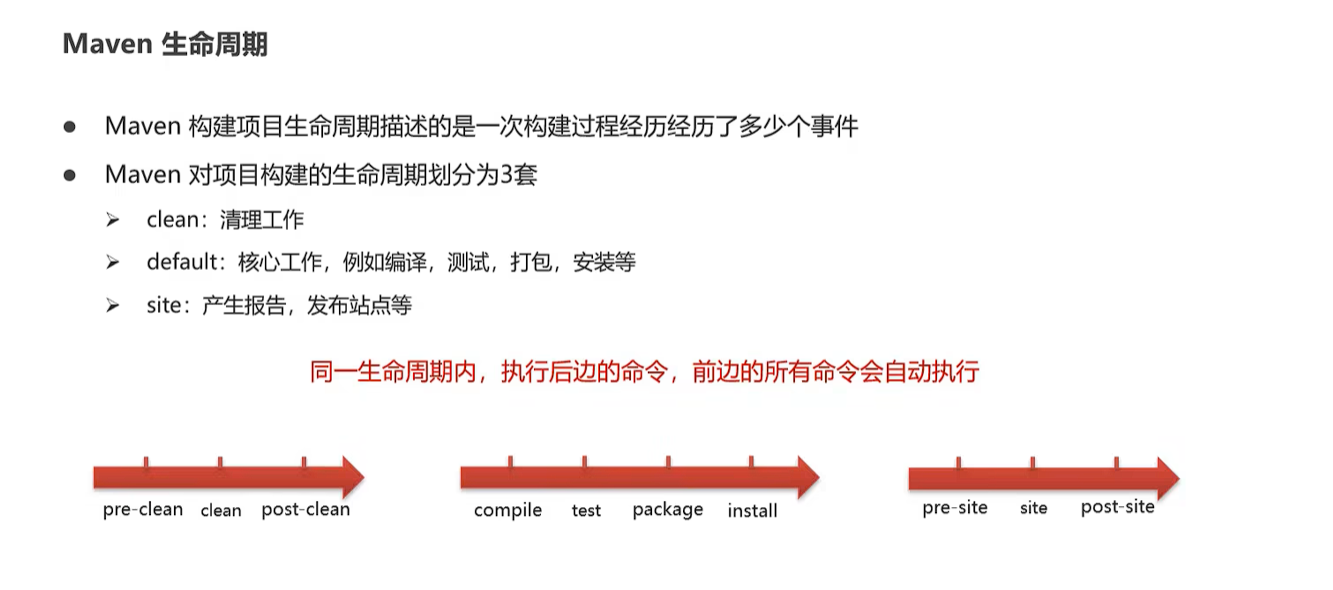 Maven 生命周期
● Maven 构建项目生命周期描述的是一次构建过程经历经历了多少个事件
● Maven 对项目构建的生命周期划分为3套
➢ clean：清理工作
➢ default：核心工作，例如编译，测试，打包，安装等
➢ site：产生报告，发布站点等
同一生命周期内，执行后边的命令，前边的所有命令会自动执行
pre-clean clean post-clean
compile test package install
pre-site site post-site